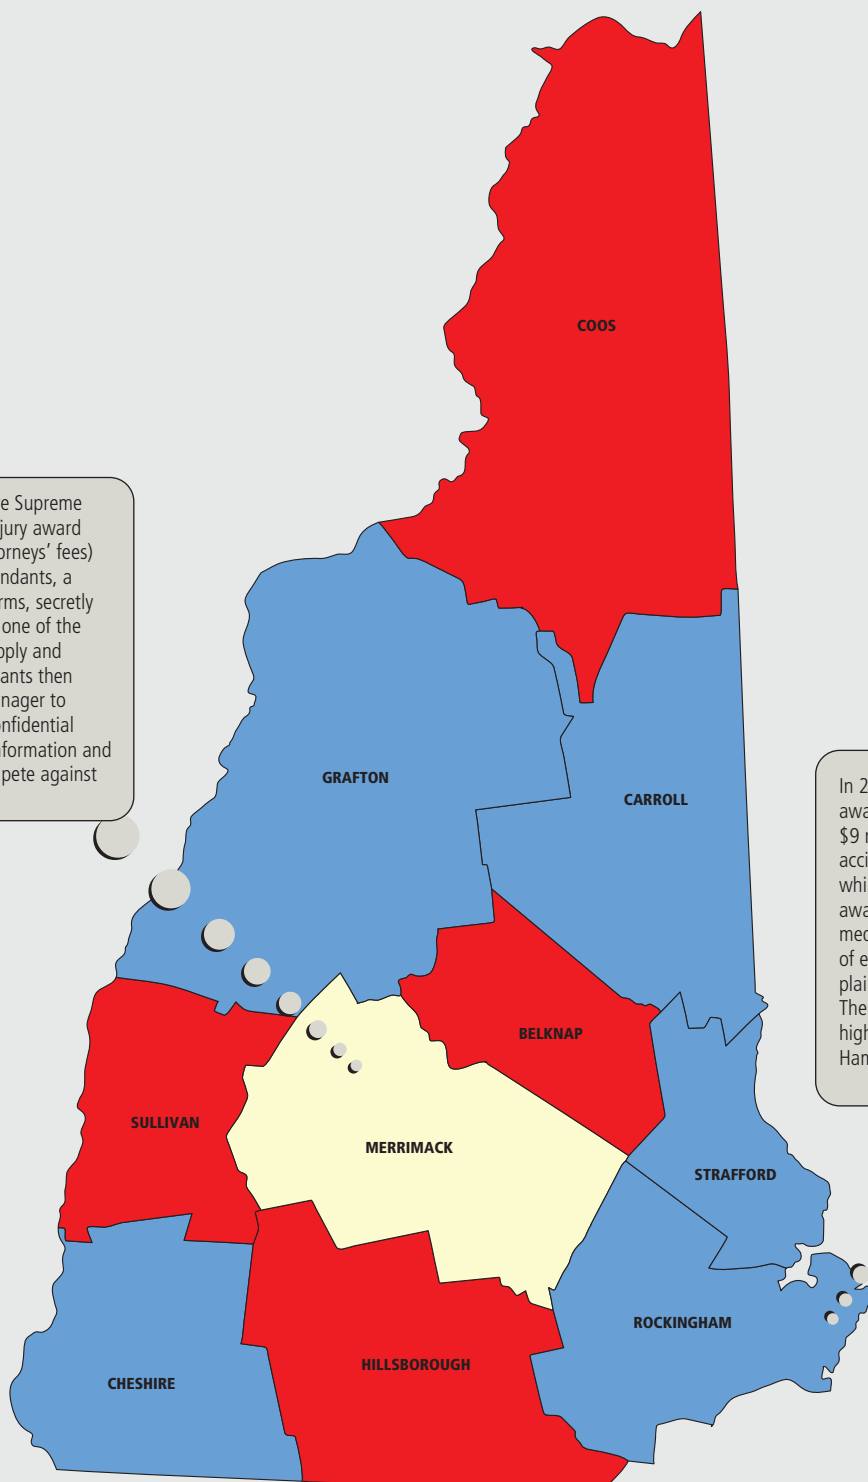 COOS
e Supreme
jury award
orneys’ fees)
ndants, a
rms, secretly
one of the
pply and
ants then
nager to
onfidential
nformation and
pete against
GRAFTON
CARROLL
In 2
awa
$9 r
acci
whi
awa
med
of e
plai
The
high
Ham
BELKNAP
SULLIVAN
MERRIMACK
STRAFFORD
ROCKINGHAM
HILLSBOROUGH
CHESHIRE